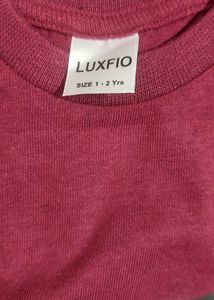 LUXFIO
SIZE 1 - 2 Yrs